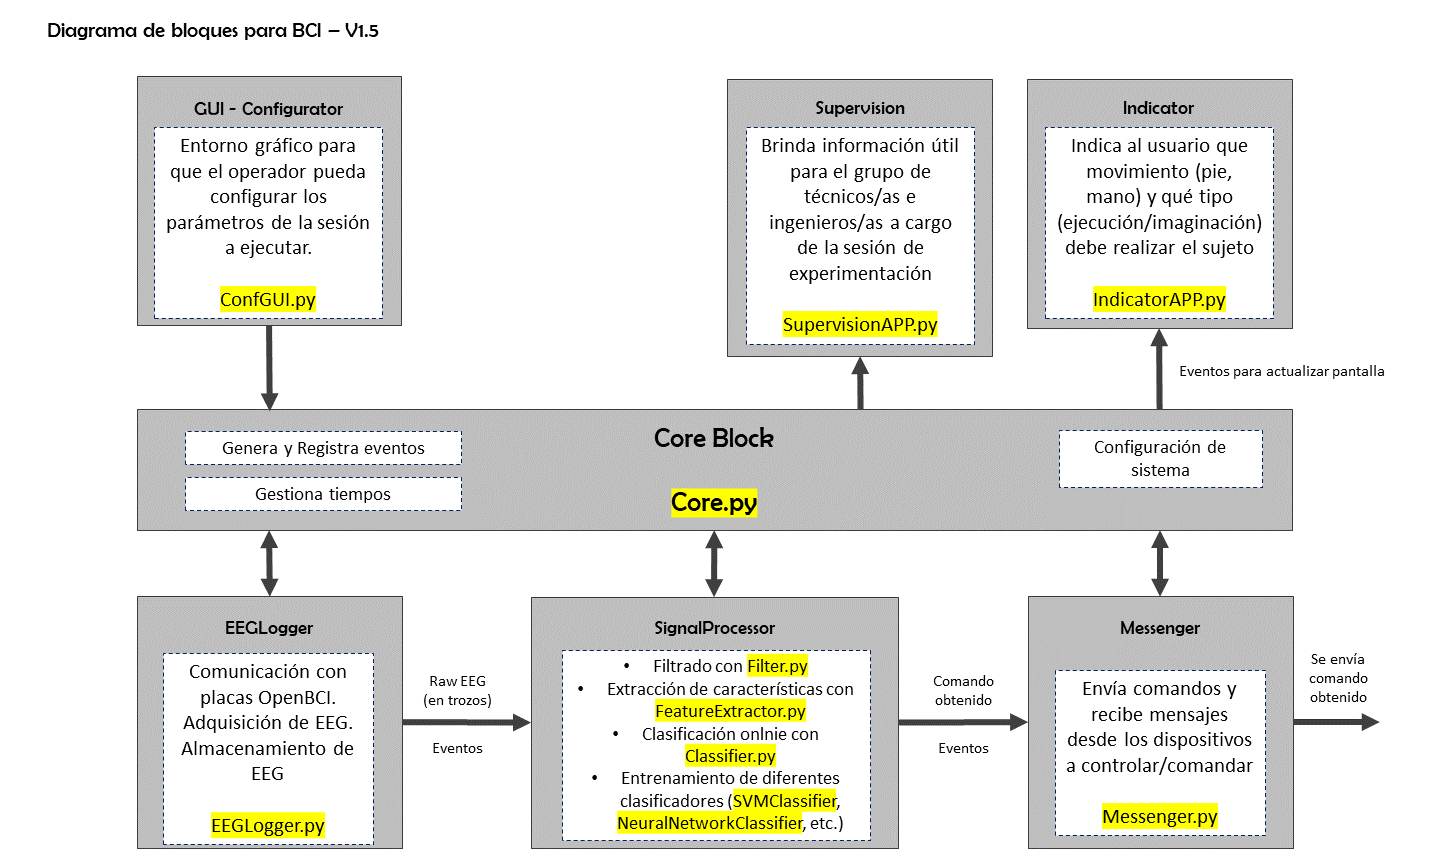 Diagrama de bloques para BCI – V1.5
GUI - Configurator
Entorno gráfico para
que el operador pueda
configurar los
parámetros de la sesión
a ejecutar.
ConfGUI.py
Supervision
Brinda información útil
para el grupo de
técnicos/as e
ingenieros/as a cargo
de la sesión de
experimentación
SupervisionAPP.py
Indicator
Indica al usuario que
movimiento (pie,
mano) y qué tipo
(ejecución/imaginación)
debe realizar el sujeto
IndicatorAPP.py
Eventos para actualizar pantalla
Genera y Registra eventos
Gestiona tiempos
Core Block
Core.py
Configuración de
sistema
EEGLogger
Comunicación con
placas OpenBCI.
Adquisición de EEG.
Almacenamiento de
EEG
EEGLogger.py
Raw EEG
(en trozos)
Eventos
SignalProcessor
• Filtrado con Filter.py
• Extracción de características con
FeatureExtractor.py
• Clasificación onlnie con
Classifier.py
• Entrenamiento de diferentes
clasificadores (SVMClassifier,
NeuralNetworkClassifier, etc.)
Comando
obtenido
Eventos
Messenger
Envía comandos y
recibe mensajes
desde los dispositivos
a controlar/comandar
Messenger.py
Se envía
comando
obtenido